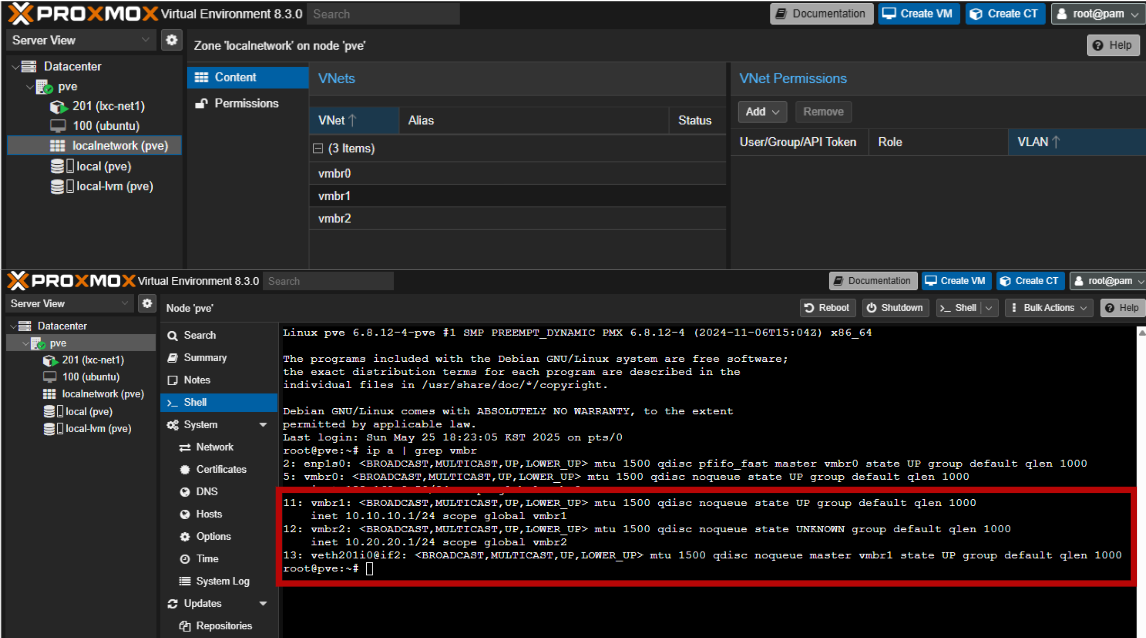 PROXMOX Virtual Environment 8.3.0 Search Documentation Create VM Create CT root@pam
Server View
Zone 'localnetwork' on node 'pve' Help
Datacenter
pve
201 (lxc-net1)
100 (ubuntu)
localnetwork (pve)
local (pve)
local-lvm (pve)
Content
Permissions
VNets
VNet ↑ Alias Status
(3 Items)
vmbr0
vmbr1
vmbr2
VNet Permissions
Add Remove
User/Group/API Token Role VLAN ↑
PROXMOX Virtual Environment 8.3.0 Search Documentation Create VM Create CT root@pam
Server View
Node 'pve' Reboot Shutdown Shell Bulk Actions Help
Datacenter
pve
201 (lxc-net1)
100 (ubuntu)
localnetwork (pve)
local (pve)
local-lvm (pve)
Search
Summary
Notes
Shell
System
Network
Certificates
DNS
Hosts
Options
Time
System Log
Updates
Repositories
Linux pve 6.8.12-4-pve #1 SMP PREEMPT_DYNAMIC PMX 6.8.12-4 (2024-11-06T15:04Z) x86_64
The programs included with the Debian GNU/Linux system are free software;
the exact distribution terms for each program are described in the
individual files in /usr/share/doc/*/copyright.
Debian GNU/Linux comes with ABSOLUTELY NO WARRANTY, to the extent
permitted by applicable law.
Last login: Sun May 25 18:23:05 KST 2025 on pts/0
root@pve:~# ip a | grep vmbr
2: enp1s0: <BROADCAST,MULTICAST,UP,LOWER_UP> mtu 1500 qdisc pfifo_fast master vmbr0 state UP group default qlen 1000
5: vmbr0: <BROADCAST,MULTICAST,UP,LOWER_UP> mtu 1500 qdisc noqueue state UP group default qlen 1000
11: vmbr1: <BROADCAST,MULTICAST,UP,LOWER_UP> mtu 1500 qdisc noqueue state UP group default qlen 1000
inet 10.10.10.1/24 scope global vmbr1
12: vmbr2: <BROADCAST,MULTICAST,UP,LOWER_UP> mtu 1500 qdisc noqueue state UNKNOWN group default qlen 1000
inet 10.20.20.1/24 scope global vmbr2
13: veth201i0@if2: <BROADCAST,MULTICAST,UP,LOWER_UP> mtu 1500 qdisc noqueue master vmbr1 state UP group default qlen 1000
root@pve:~#